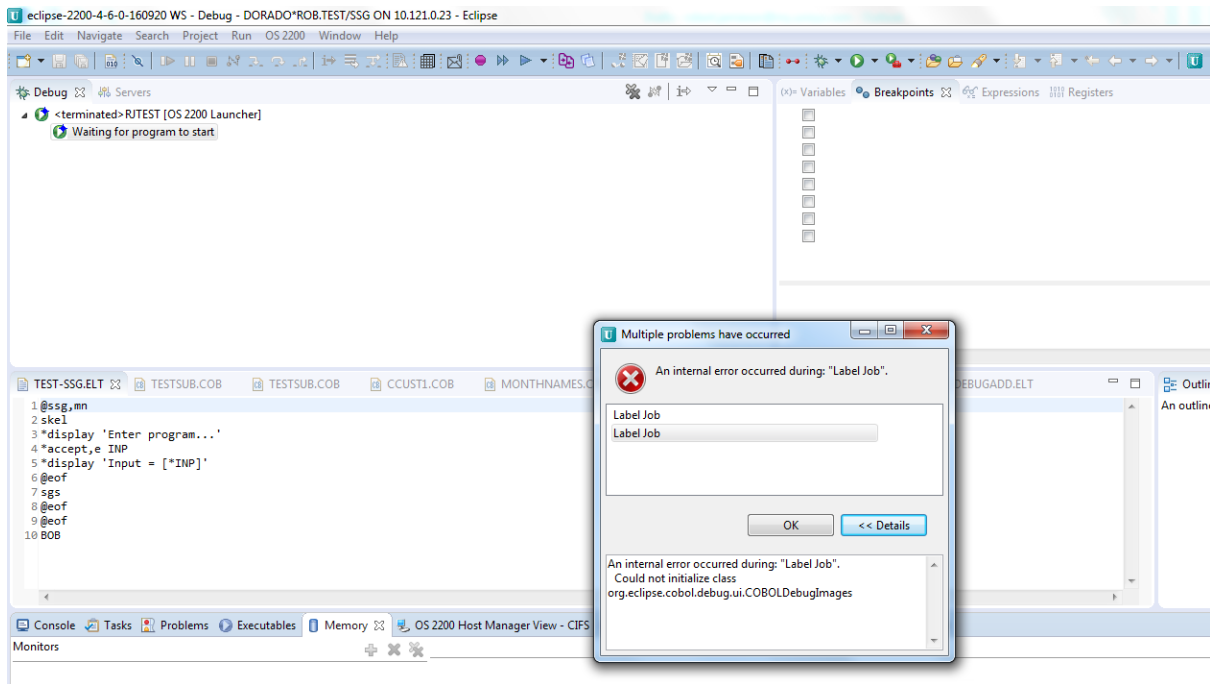 eclipse-2200-4-6-0-160920 WS - Debug - DORADO*ROB.TEST/SSG ON 10.121.0.23 - Eclipse
File Edit Navigate Search Project Run OS 2200 Window Help
Debug Servers
(x)= Variables Breakpoints Expressions Registers
<terminated>RJTEST [OS 2200 Launcher]
Waiting for program to start
Multiple problems have occurred
An internal error occurred during: "Label Job".
Label Job
Label Job
OK << Details
An internal error occurred during: "Label Job".
Could not initialize class
org.eclipse.cobol.debug.ui.COBOLDebugImages
TEST-SSG.ELT TESTSUB.COB TESTSUB.COB CCUST1.COB MONTHNAMES.C DEBUGADD.ELT
Outli
An outline
1 @ssg,mn
2 skel
3 *display 'Enter program...'
4 *accept,e INP
5 *display 'Input = [*INP]'
6 @eof
7 sgs
8 @eof
9 @eof
10 BOB
Console Tasks Problems Executables Memory OS 2200 Host Manager View - CIFS
Monitors